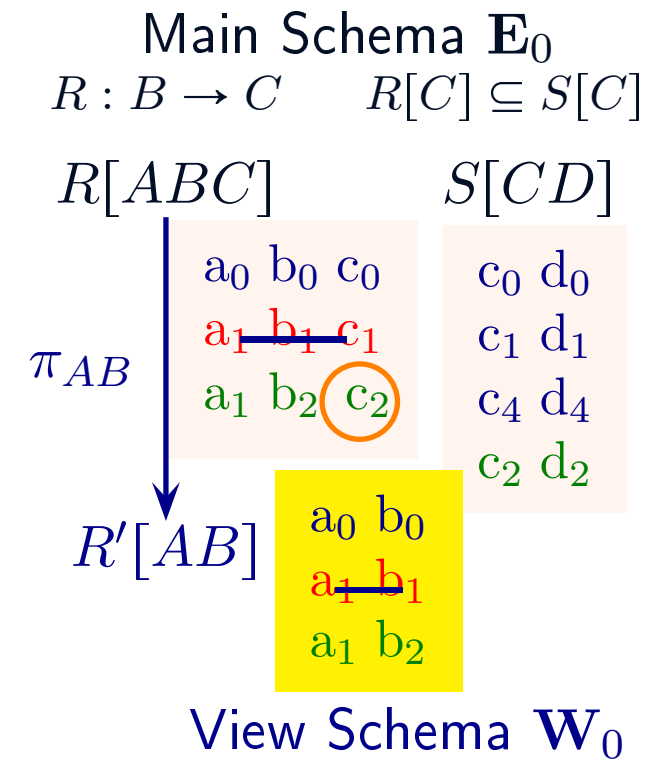 Main Schema E₀
R : B → C R[C] ⊆ S[C]
R[ABC] S[CD]
a₀ b₀ c₀ c₀ d₀
a₁ b₁ c₁ c₁ d₁
π_AB
a₁ b₂ c₂ c₄ d₄
c₂ d₂
R′[AB]
a₀ b₀
a₁ b₁
a₁ b₂
View Schema W₀